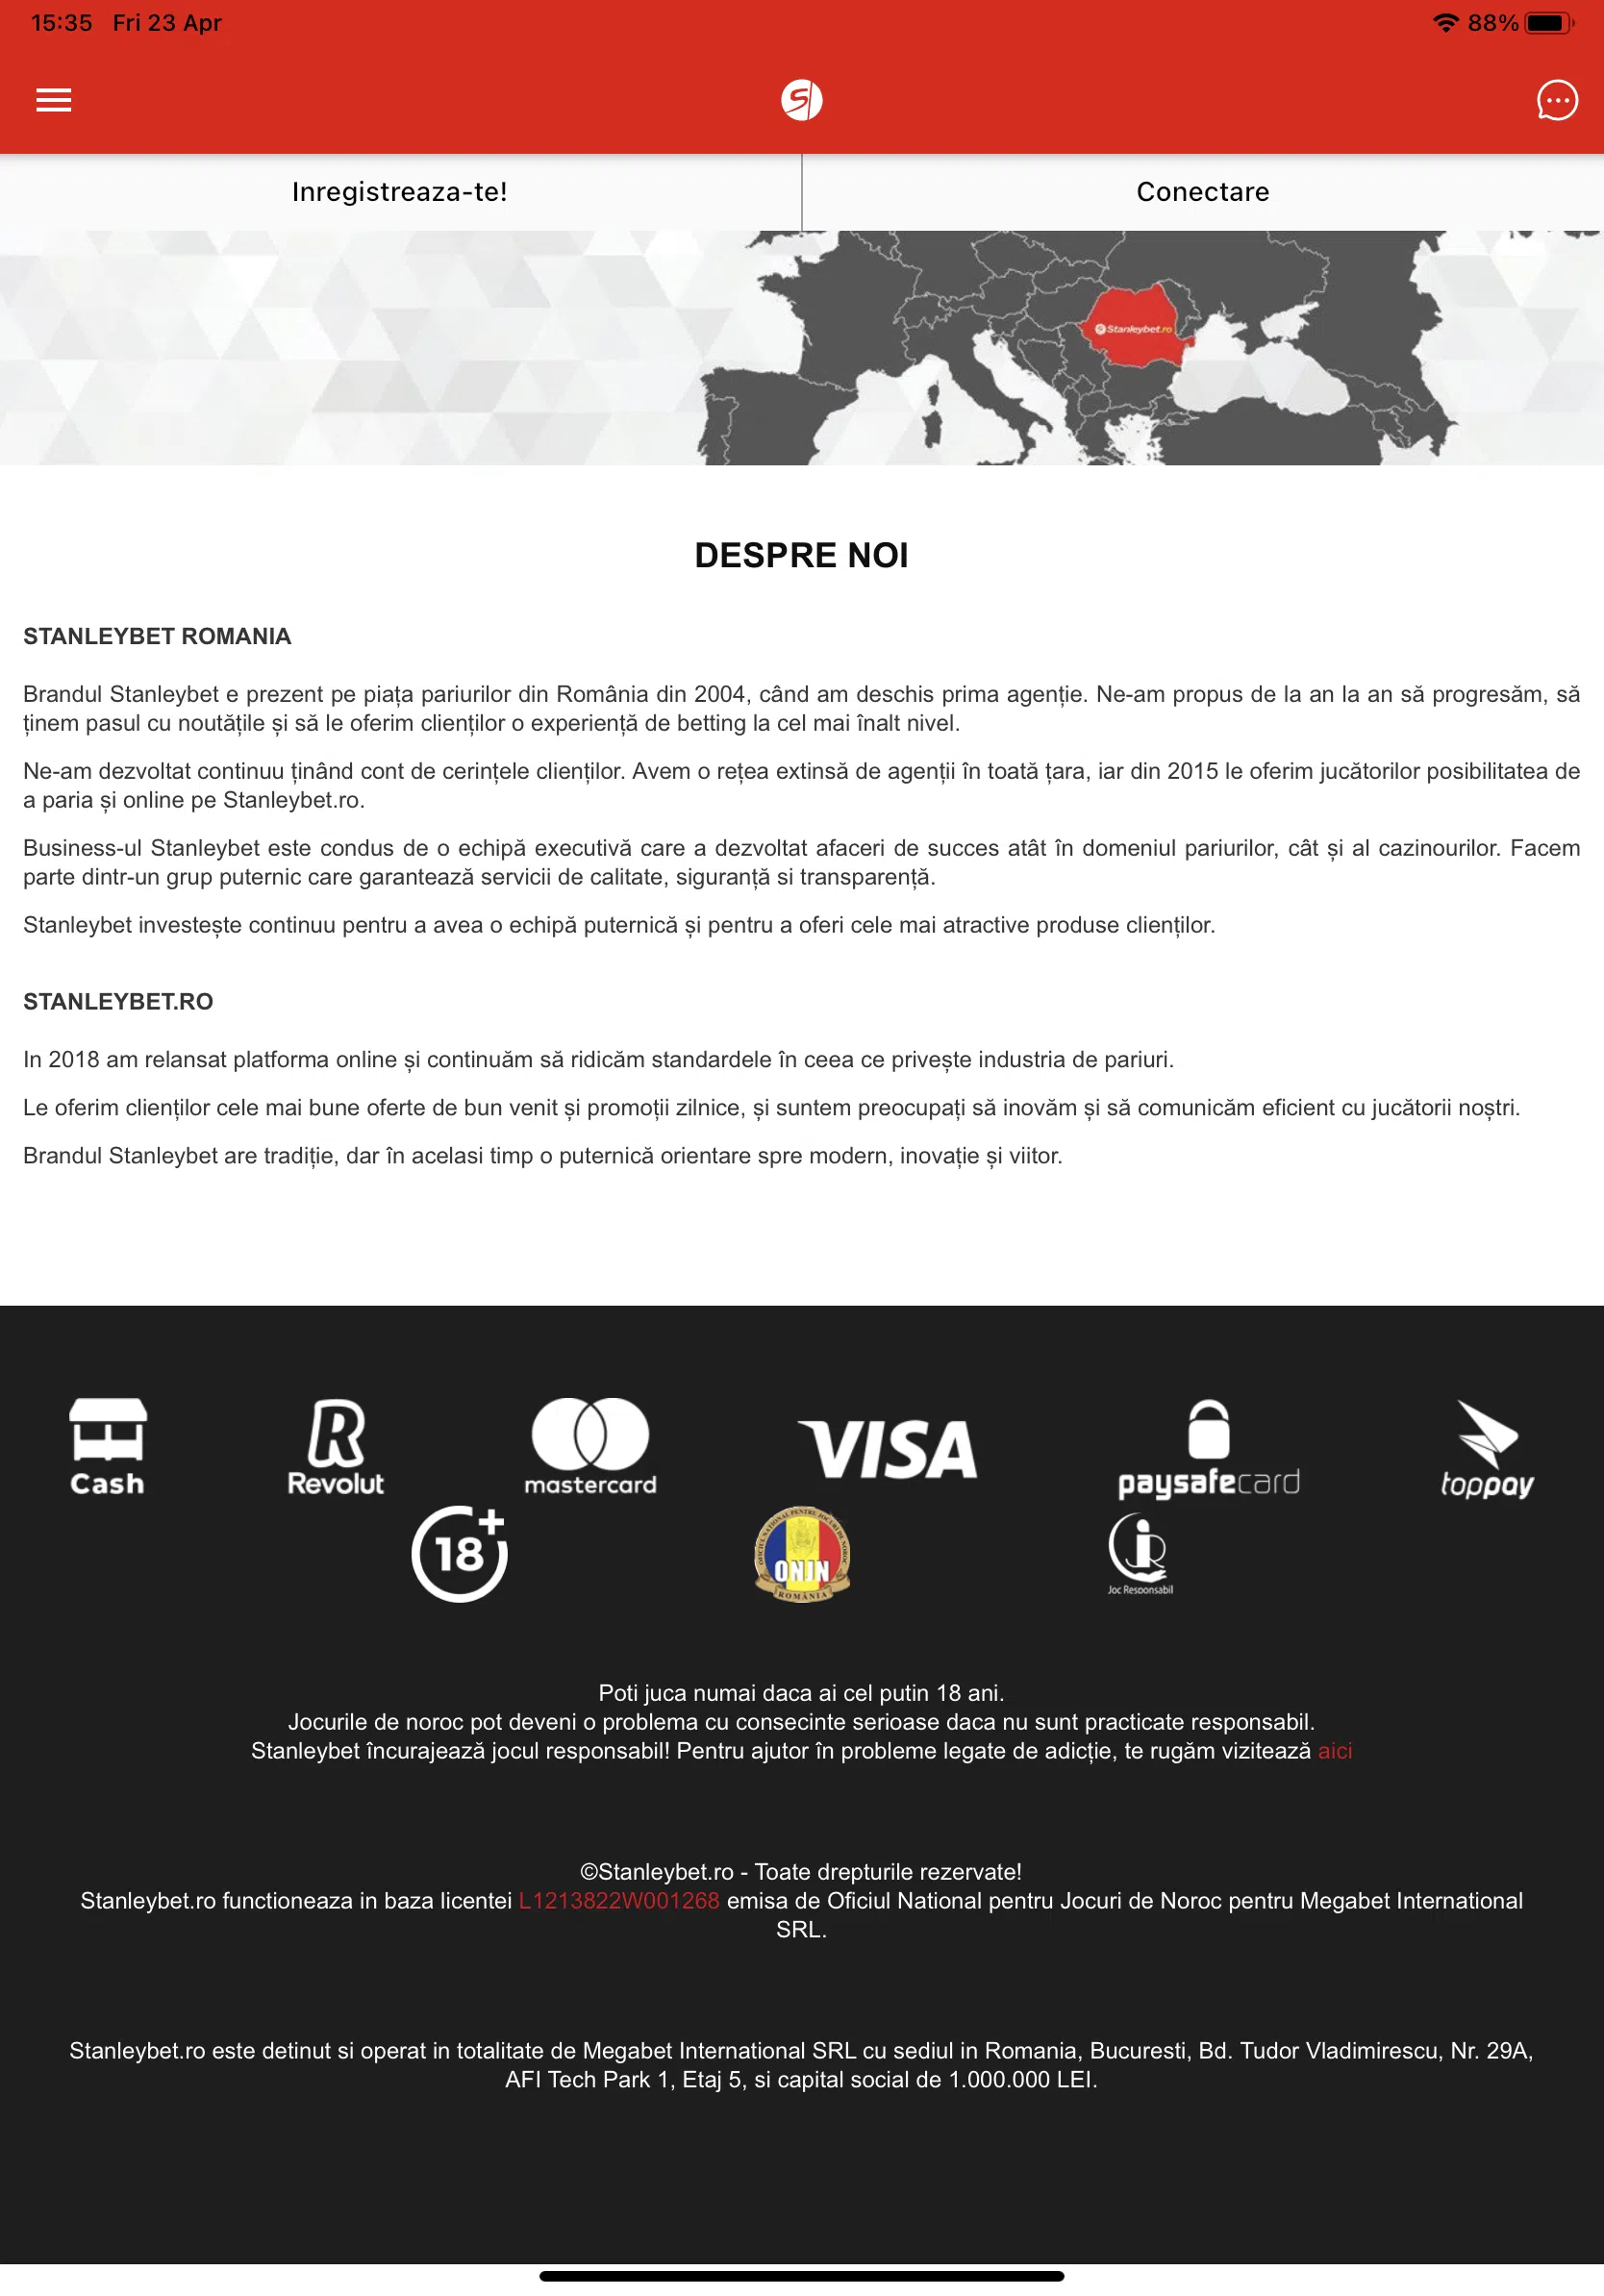 15:35 Fri 23 Apr 88%
Inregistreaza-te! Conectare
Stanleybet.ro
DESPRE NOI
STANLEYBET ROMANIA
Brandul Stanleybet e prezent pe piața pariurilor din România din 2004, când am deschis prima agenție. Ne-am propus de la an la an să progresăm, să
ținem pasul cu noutățile și să le oferim clienților o experiență de betting la cel mai înalt nivel.
Ne-am dezvoltat continuu ținând cont de cerințele clienților. Avem o rețea extinsă de agenții în toată țara, iar din 2015 le oferim jucătorilor posibilitatea de
a paria și online pe Stanleybet.ro.
Business-ul Stanleybet este condus de o echipă executivă care a dezvoltat afaceri de succes atât în domeniul pariurilor, cât și al cazinourilor. Facem
parte dintr-un grup puternic care garantează servicii de calitate, siguranță si transparență.
Stanleybet investește continuu pentru a avea o echipă puternică și pentru a oferi cele mai atractive produse clienților.
STANLEYBET.RO
In 2018 am relansat platforma online și continuăm să ridicăm standardele în ceea ce privește industria de pariuri.
Le oferim clienților cele mai bune oferte de bun venit și promoții zilnice, și suntem preocupați să inovăm și să comunicăm eficient cu jucătorii noștri.
Brandul Stanleybet are tradiție, dar în acelasi timp o puternică orientare spre modern, inovație și viitor.
Cash Revolut mastercard VISA paysafecard toppay
18+ OFICIUL NATIONAL PENTRU JOCURI DE NOROC ONJN ROMÂNIA Joc Responsabil
Poti juca numai daca ai cel putin 18 ani.
Jocurile de noroc pot deveni o problema cu consecinte serioase daca nu sunt practicate responsabil.
Stanleybet încurajează jocul responsabil! Pentru ajutor în probleme legate de adicție, te rugăm vizitează aici
©Stanleybet.ro - Toate drepturile rezervate!
Stanleybet.ro functioneaza in baza licentei L1213822W001268 emisa de Oficiul National pentru Jocuri de Noroc pentru Megabet International
SRL.
Stanleybet.ro este detinut si operat in totalitate de Megabet International SRL cu sediul in Romania, Bucuresti, Bd. Tudor Vladimirescu, Nr. 29A,
AFI Tech Park 1, Etaj 5, si capital social de 1.000.000 LEI.